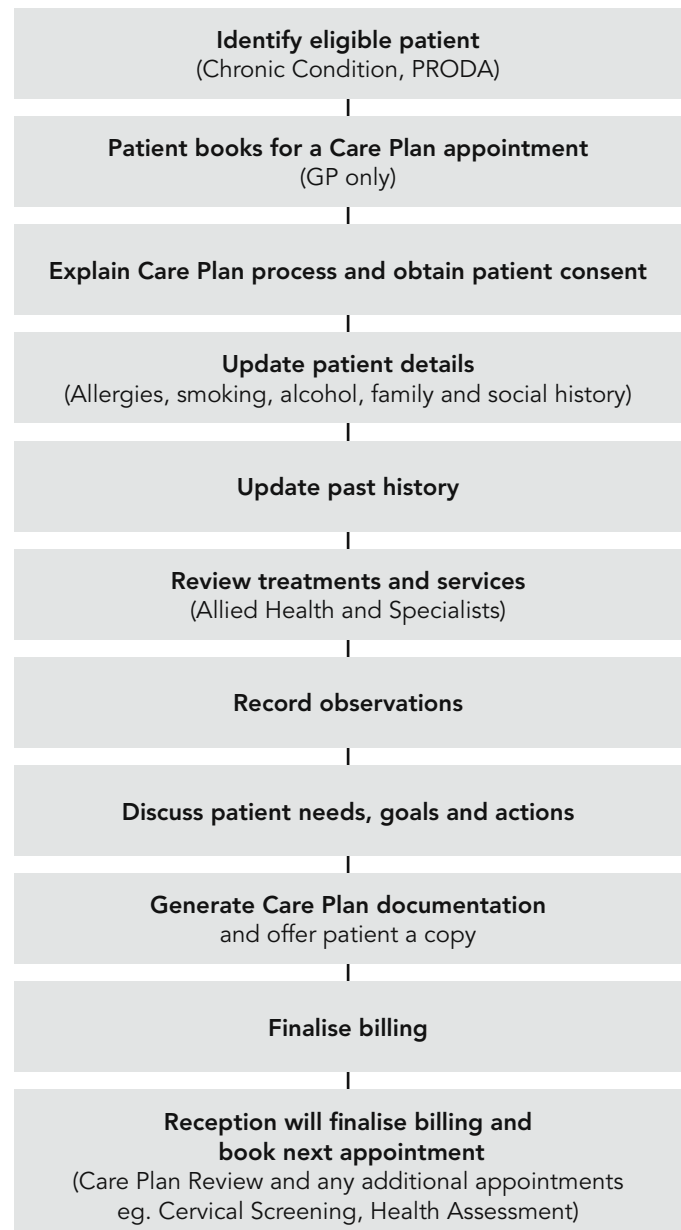 Identify eligible patient
(Chronic Condition, PRODA)
Patient books for a Care Plan appointment
(GP only)
Explain Care Plan process and obtain patient consent
Update patient details
(Allergies, smoking, alcohol, family and social history)
Update past history
Review treatments and services
(Allied Health and Specialists)
Record observations
Discuss patient needs, goals and actions
Generate Care Plan documentation
and offer patient a copy
Finalise billing
Reception will finalise billing and
book next appointment
(Care Plan Review and any additional appointments
eg. Cervical Screening, Health Assessment)